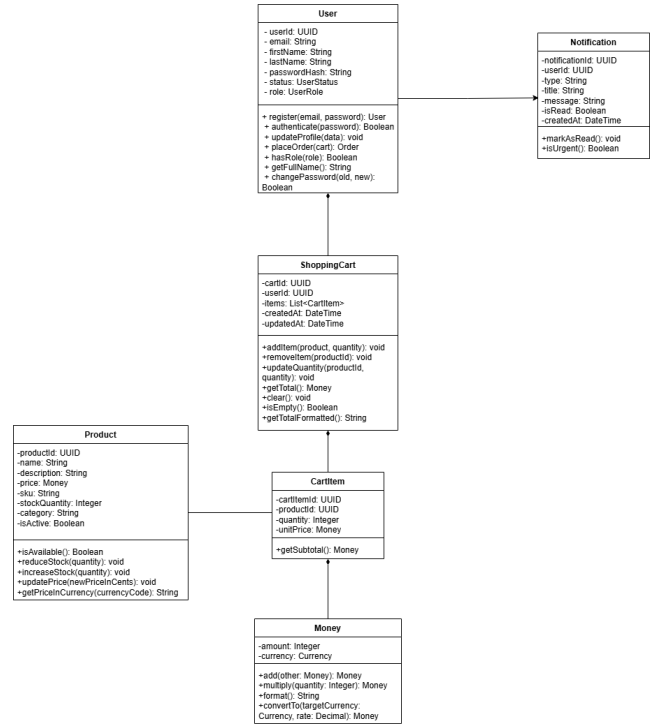 User
- userId: UUID
- email: String
- firstName: String
- lastName: String
- passwordHash: String
- status: UserStatus
- role: UserRole
+ register(email, password): User
+ authenticate(password): Boolean
+ updateProfile(data): void
+ placeOrder(cart): Order
+ hasRole(role): Boolean
+ getFullName(): String
+ changePassword(old, new):
Boolean
Notification
-notificationId: UUID
-userId: UUID
-type: String
-title: String
-message: String
-isRead: Boolean
-createdAt: DateTime
+markAsRead(): void
+isUrgent(): Boolean
ShoppingCart
-cartId: UUID
-userId: UUID
-items: List<CartItem>
-createdAt: DateTime
-updatedAt: DateTime
+addItem(product, quantity): void
+removeItem(productId): void
+updateQuantity(productId,
quantity): void
+getTotal(): Money
+clear(): void
+isEmpty(): Boolean
+getTotalFormatted(): String
Product
-productId: UUID
-name: String
-description: String
-price: Money
-sku: String
-stockQuantity: Integer
-category: String
-isActive: Boolean
+isAvailable(): Boolean
+reduceStock(quantity): void
+increaseStock(quantity): void
+updatePrice(newPriceInCents): void
+getPriceInCurrency(currencyCode): String
CartItem
-cartItemId: UUID
-productId: UUID
-quantity: Integer
-unitPrice: Money
+getSubtotal(): Money
Money
-amount: Integer
-currency: Currency
+add(other: Money): Money
+multiply(quantity: Integer): Money
+format(): String
+convertTo(targetCurrency:
Currency, rate: Decimal): Money